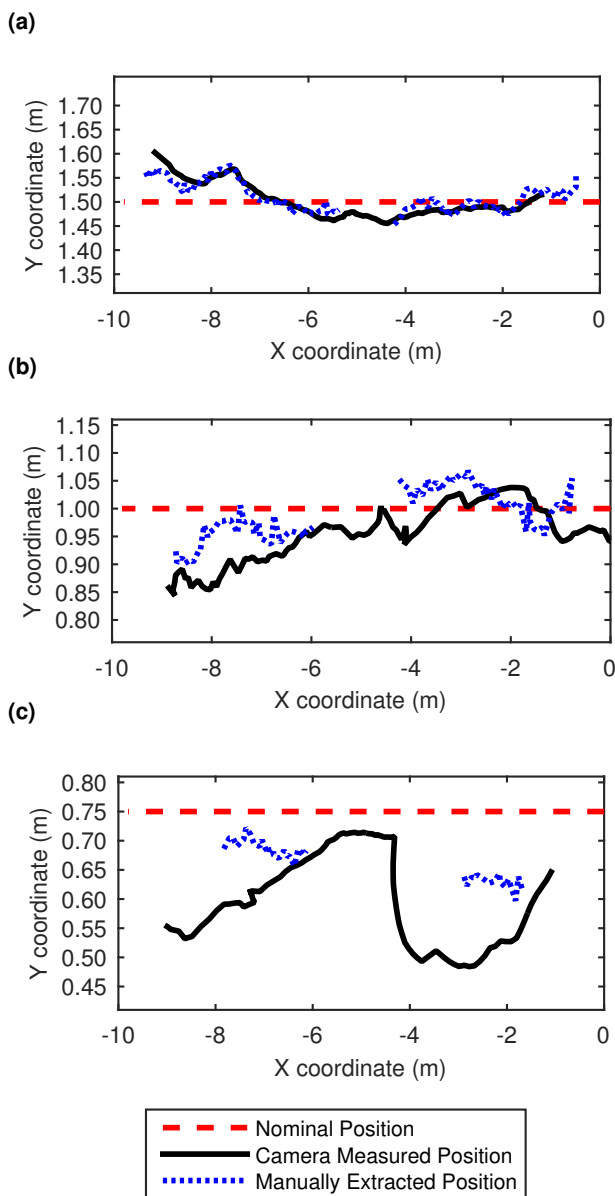 (a)
1.70
1.65
1.60
1.55
1.50
1.45
1.40
1.35
Y coordinate (m)
-10 -8 -6 -4 -2 0
X coordinate (m)
(b)
1.15
1.10
1.05
1.00
0.95
0.90
0.85
0.80
Y coordinate (m)
-10 -8 -6 -4 -2 0
X coordinate (m)
(c)
0.80
0.75
0.70
0.65
0.60
0.55
0.50
0.45
Y coordinate (m)
-10 -8 -6 -4 -2 0
X coordinate (m)
Nominal Position
Camera Measured Position
Manually Extracted Position